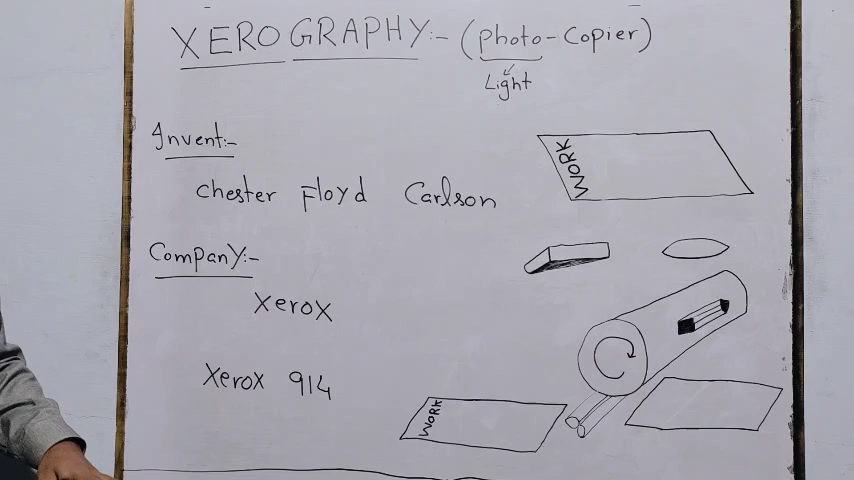 XEROGRAPHY:- (Photo-Copier)
Light
Invent:-
Chester Floyd Carlson
Company:-
Xerox
Xerox 914
WORK
WORK